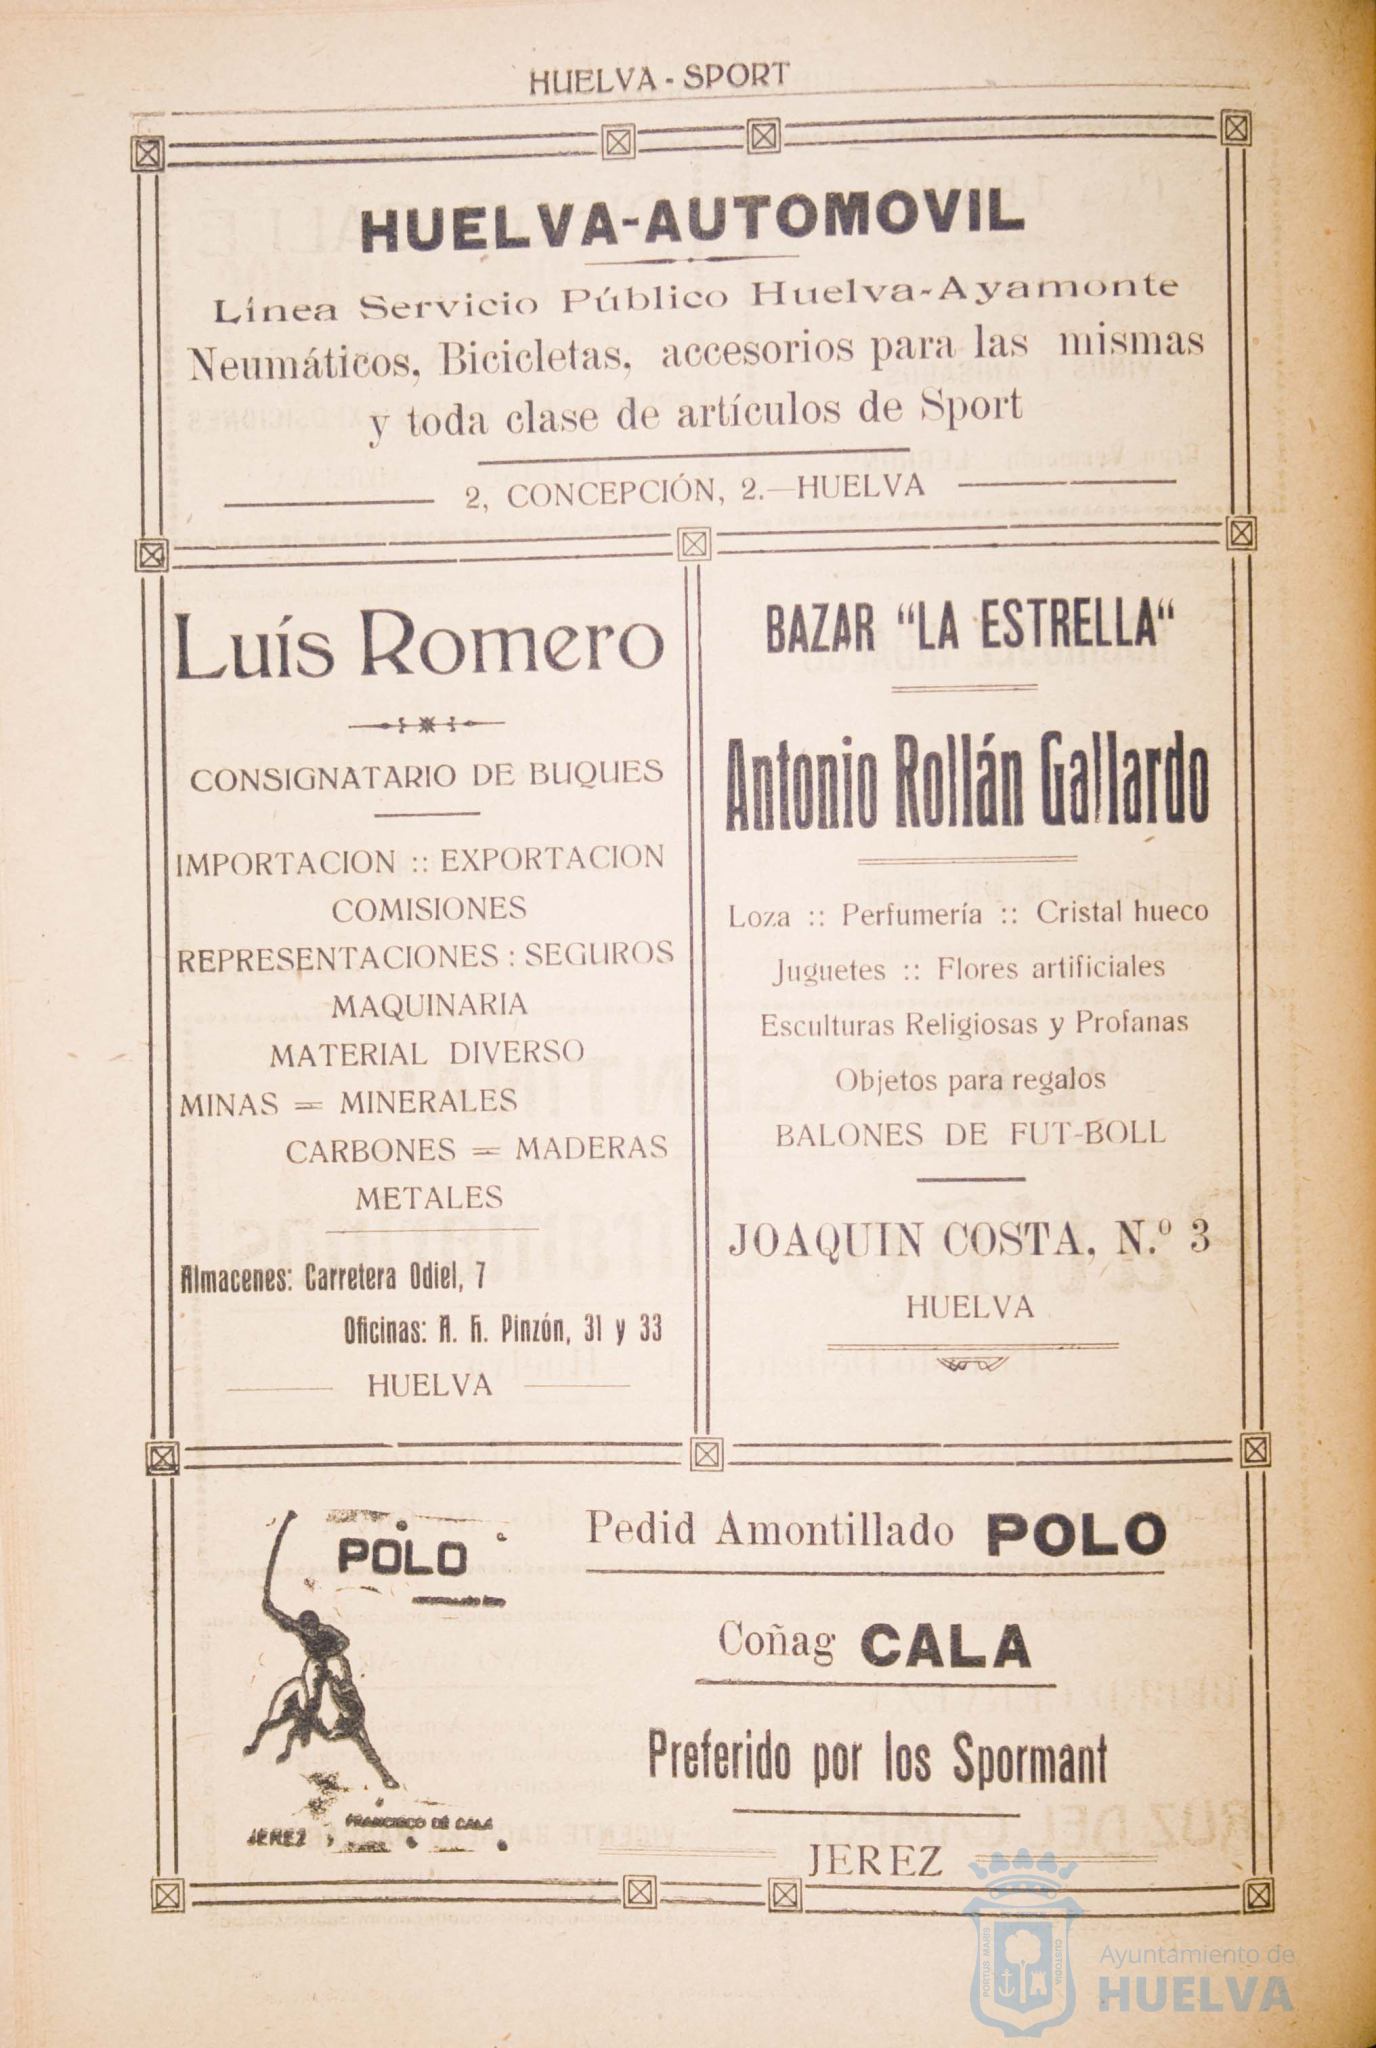 HUELVA - SPORT
HUELVA-AUTOMOVIL
Línea Servicio Público Huelva-Ayamonte
Neumáticos, Bicicletas, accesorios para las mismas
y toda clase de artículos de Sport
2, CONCEPCIÓN, 2.—HUELVA
Luís Romero
CONSIGNATARIO DE BUQUES
IMPORTACION :: EXPORTACION
COMISIONES
REPRESENTACIONES : SEGUROS
MAQUINARIA
MATERIAL DIVERSO
MINAS = MINERALES
CARBONES = MADERAS
METALES
Almacenes: Carretera Odiel, 7
Oficinas: A. H. Pinzón, 31 y 33
HUELVA
BAZAR “LA ESTRELLA“
Antonio Rollán Gallardo
Loza :: Perfumería :: Cristal hueco
Juguetes :: Flores artificiales
Esculturas Religiosas y Profanas
Objetos para regalos
BALONES DE FUT-BOLL
JOAQUIN COSTA, N.º 3
HUELVA
POLO
FRANCISCO DE CALA
JEREZ
Pedid Amontillado POLO
Coñag CALA
Preferido por los Spormant
JEREZ
PORTUS MARIS
CUSTODIA
Ayuntamiento de
HUELVA